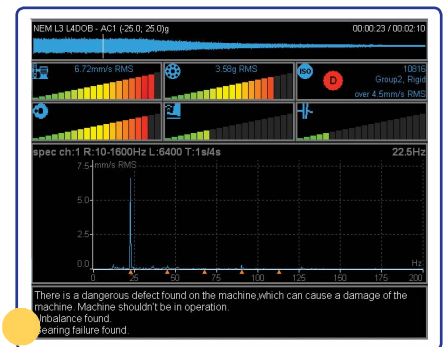 NEM L3 L4DOB - AC1 (-25.0; 25.0)g 00:00:23 / 00:02:10
6.72mm/s RMS 3.58g RMS ISO 10816
D Group2, Rigid
over 4.5mm/s RMS
spec ch:1 R:10-1600Hz L:6400 T:1s/4s 22.5Hz
7.5 mm/s RMS
5.0
2.5
0.0 Hz
0 25 50 75 100 125 150 175 200
There is a dangerous defect found on the machine,which can cause a damage of the
machine. Machine shouldn't be in operation.
Unbalance found.
Bearing failure found.